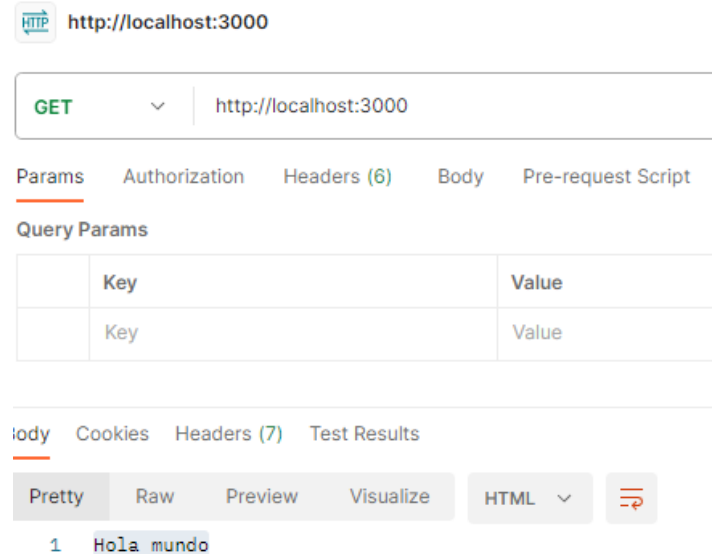 HTTP http://localhost:3000
GET http://localhost:3000
Params Authorization Headers (6) Body Pre-request Script
Query Params
Key Value
Key Value
Body Cookies Headers (7) Test Results
Pretty Raw Preview Visualize HTML
1 Hola mundo